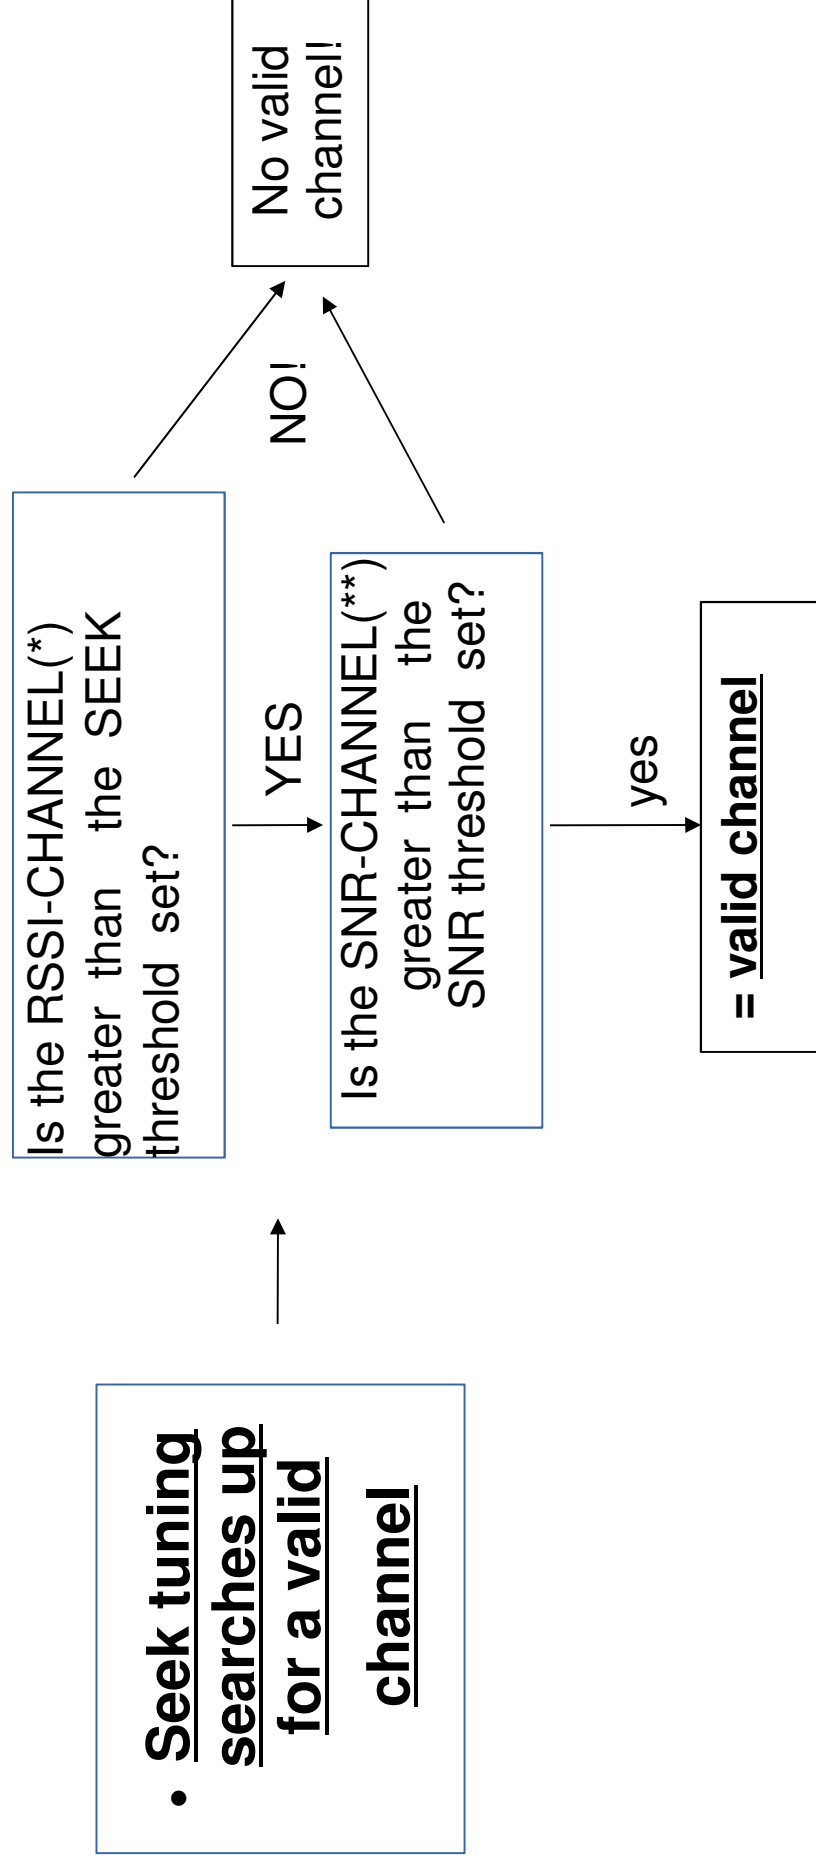 • Seek tuning
searches up
for a valid
channel
Is the RSSI-CHANNEL(*)
greater than the SEEK
threshold set?
YES
Is the SNR-CHANNEL(**)
greater than the
SNR threshold set?
NO!
No valid
channel!
yes
= valid channel